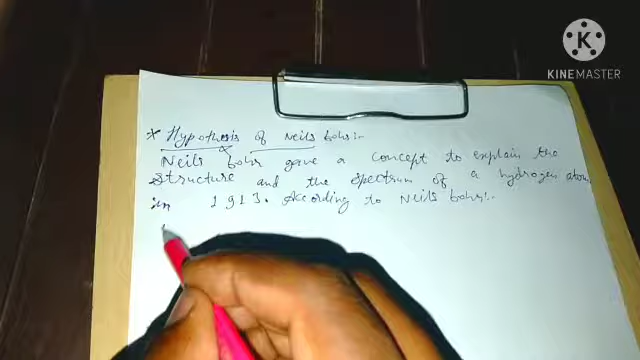 * Hypothesis of Neils bohr:-
Neils bohr gave a concept to explain the
structure and the spectrum of a hydrogen atom
in 1913. According to Neils bohr:-
KINEMASTER